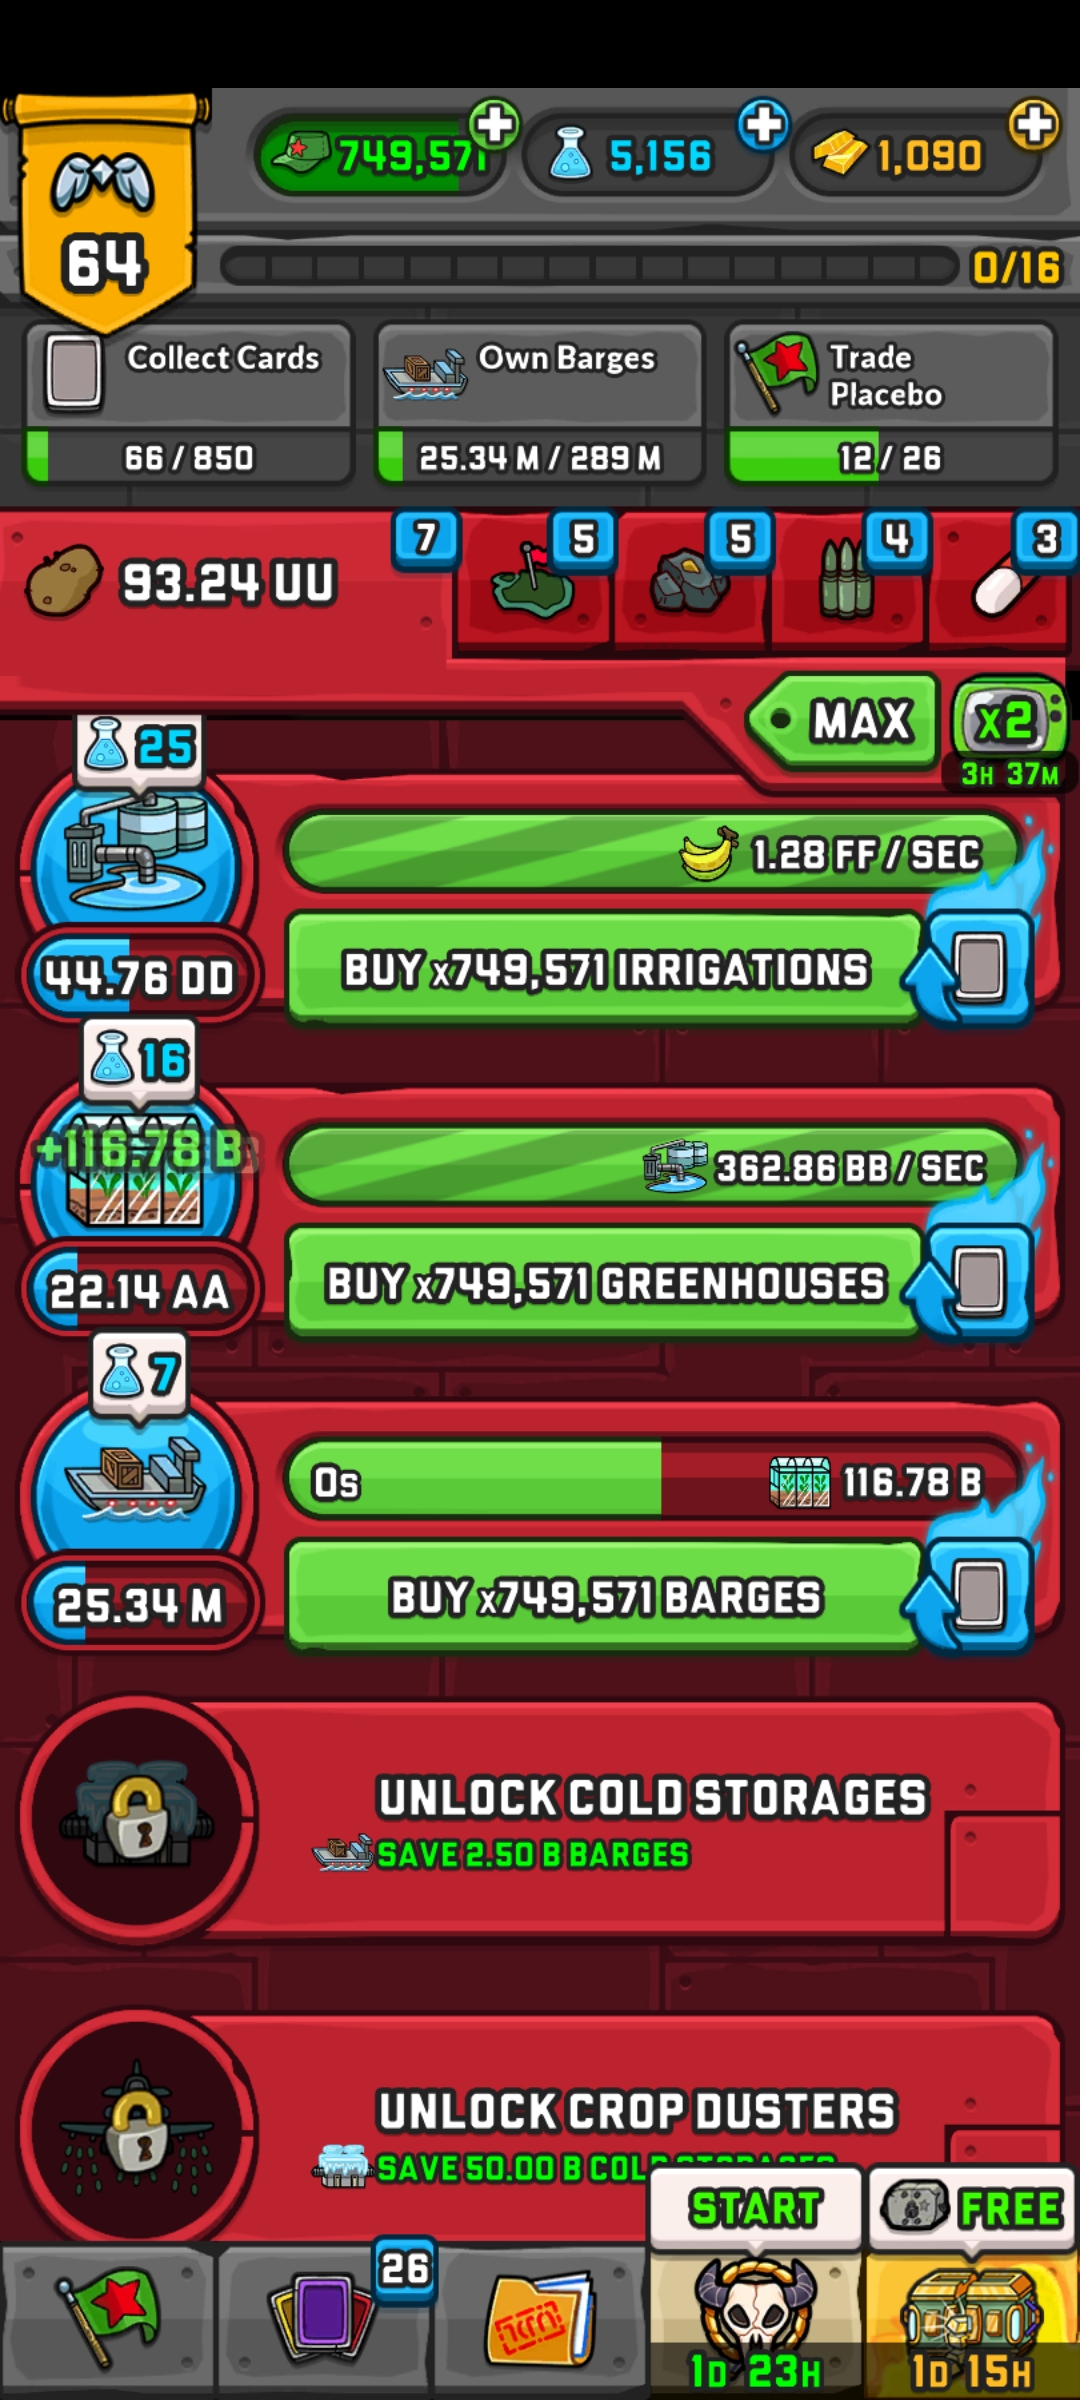 64
749,571
5,156
1,090
0/16
Collect Cards
66 / 850
Own Barges
25.34 M / 289 M
Trade
Placebo
12 / 26
93.24 UU
7
5
5
4
3
MAX
x2
3H 37M
25
1.28 FF / SEC
44.76 DD
BUY x749,571 IRRIGATIONS
16
+116.78 B
362.86 BB / SEC
22.14 AA
BUY x749,571 GREENHOUSES
7
0s
116.78 B
25.34 M
BUY x749,571 BARGES
UNLOCK COLD STORAGES
SAVE 2.50 B BARGES
UNLOCK CROP DUSTERS
SAVE 50.00 B COLD STORAGES
START
FREE
26
1D 23H
1D 15H